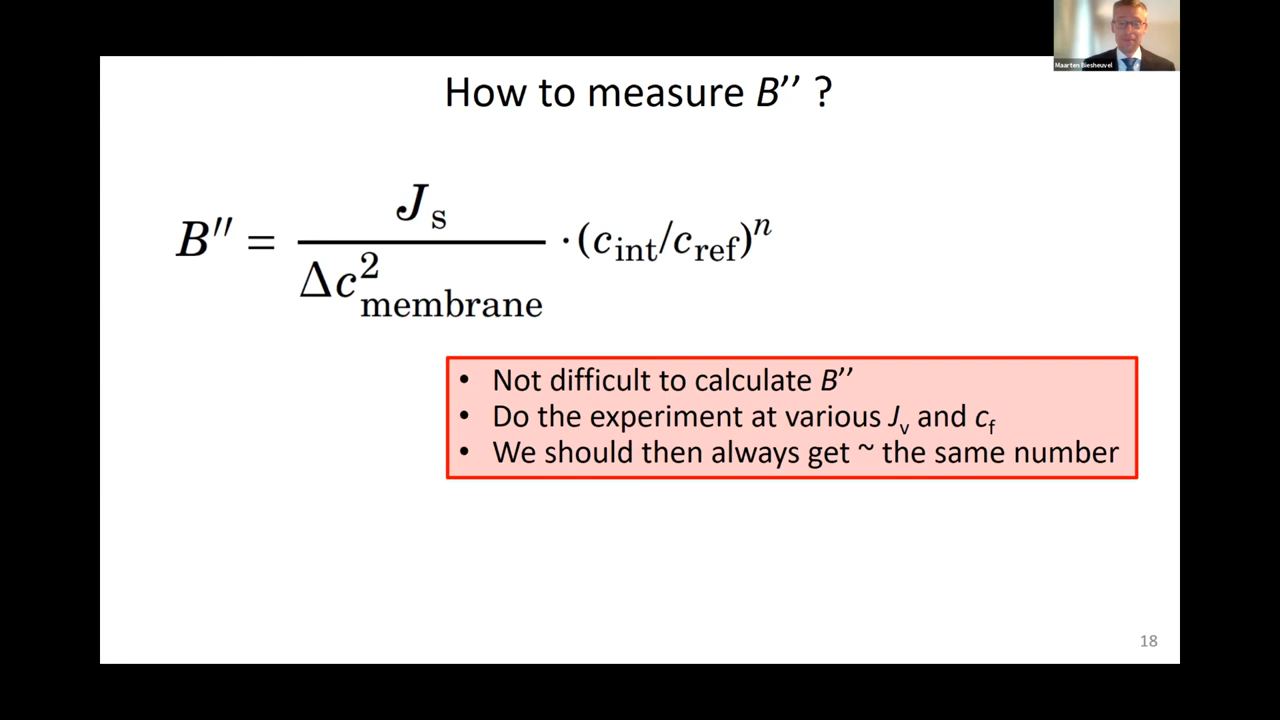 Maarten Biesheuvel
How to measure B’’ ?
B″ = J_s / Δc²_membrane · (c_int/c_ref)^n
• Not difficult to calculate B’’
• Do the experiment at various J_v and c_f
• We should then always get ~ the same number
18